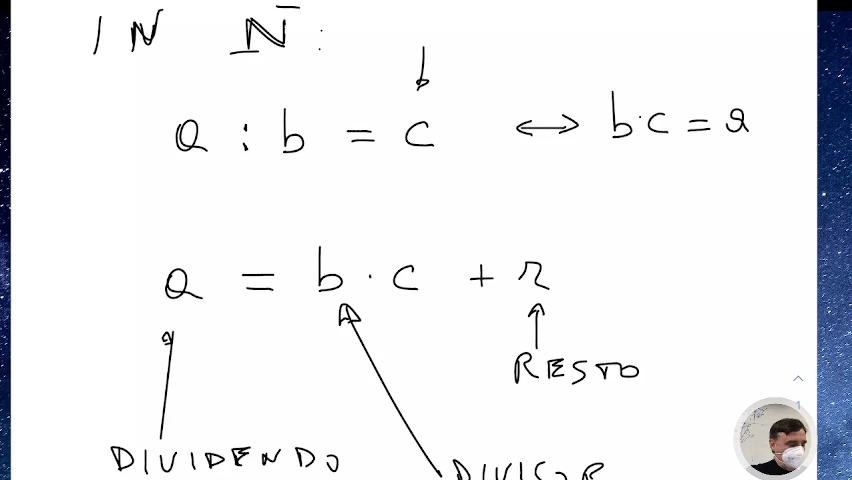 IN ℕ:
a : b = c ↔ b·c = a
a = b · c + r
RESTO
DIVIDENDO